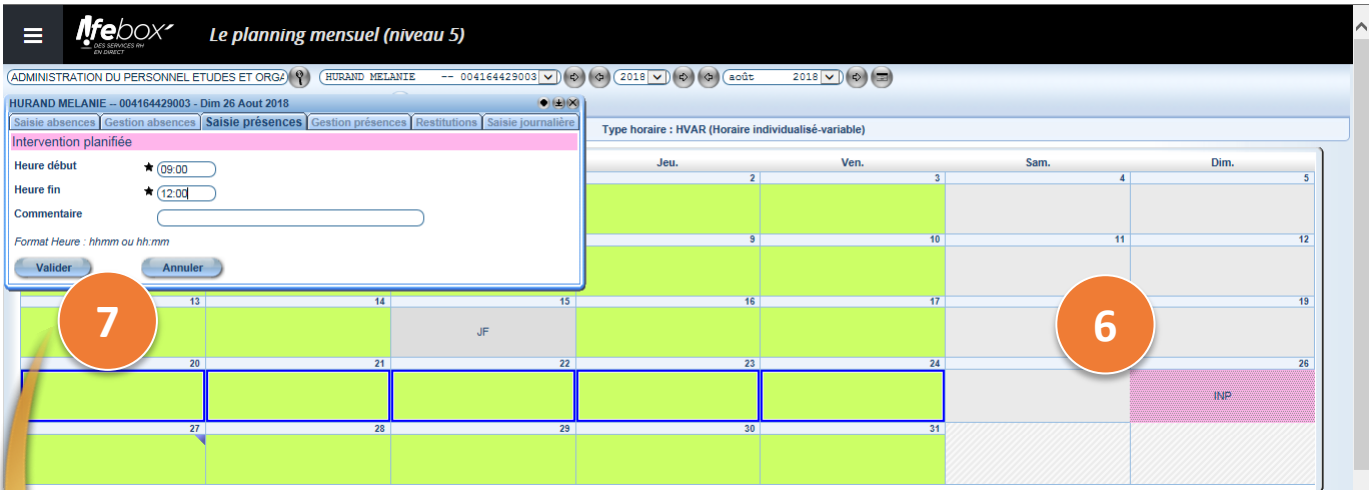 lifebox
DES SERVICES RH
EN DIRECT
Le planning mensuel (niveau 5)
ADMINISTRATION DU PERSONNEL ETUDES ET ORGA
HURAND MELANIE -- 004164429003
2018
août 2018
HURAND MELANIE -- 004164429003 - Dim 26 Aout 2018
Saisie absences Gestion absences Saisie présences Gestion présences Restitutions Saisie journalière
Type horaire : HVAR (Horaire individualisé-variable)
Intervention planifiée
Heure début ★ 09:00
Heure fin ★ 12:00
Commentaire
Format Heure : hhmm ou hh:mm
Valider Annuler
Jeu. Ven. Sam. Dim.
2 3 4 5
9 10 11 12
13 14 15 16 17 19
7
JF
6
20 21 22 23 24 26
INP
27 28 29 30 31